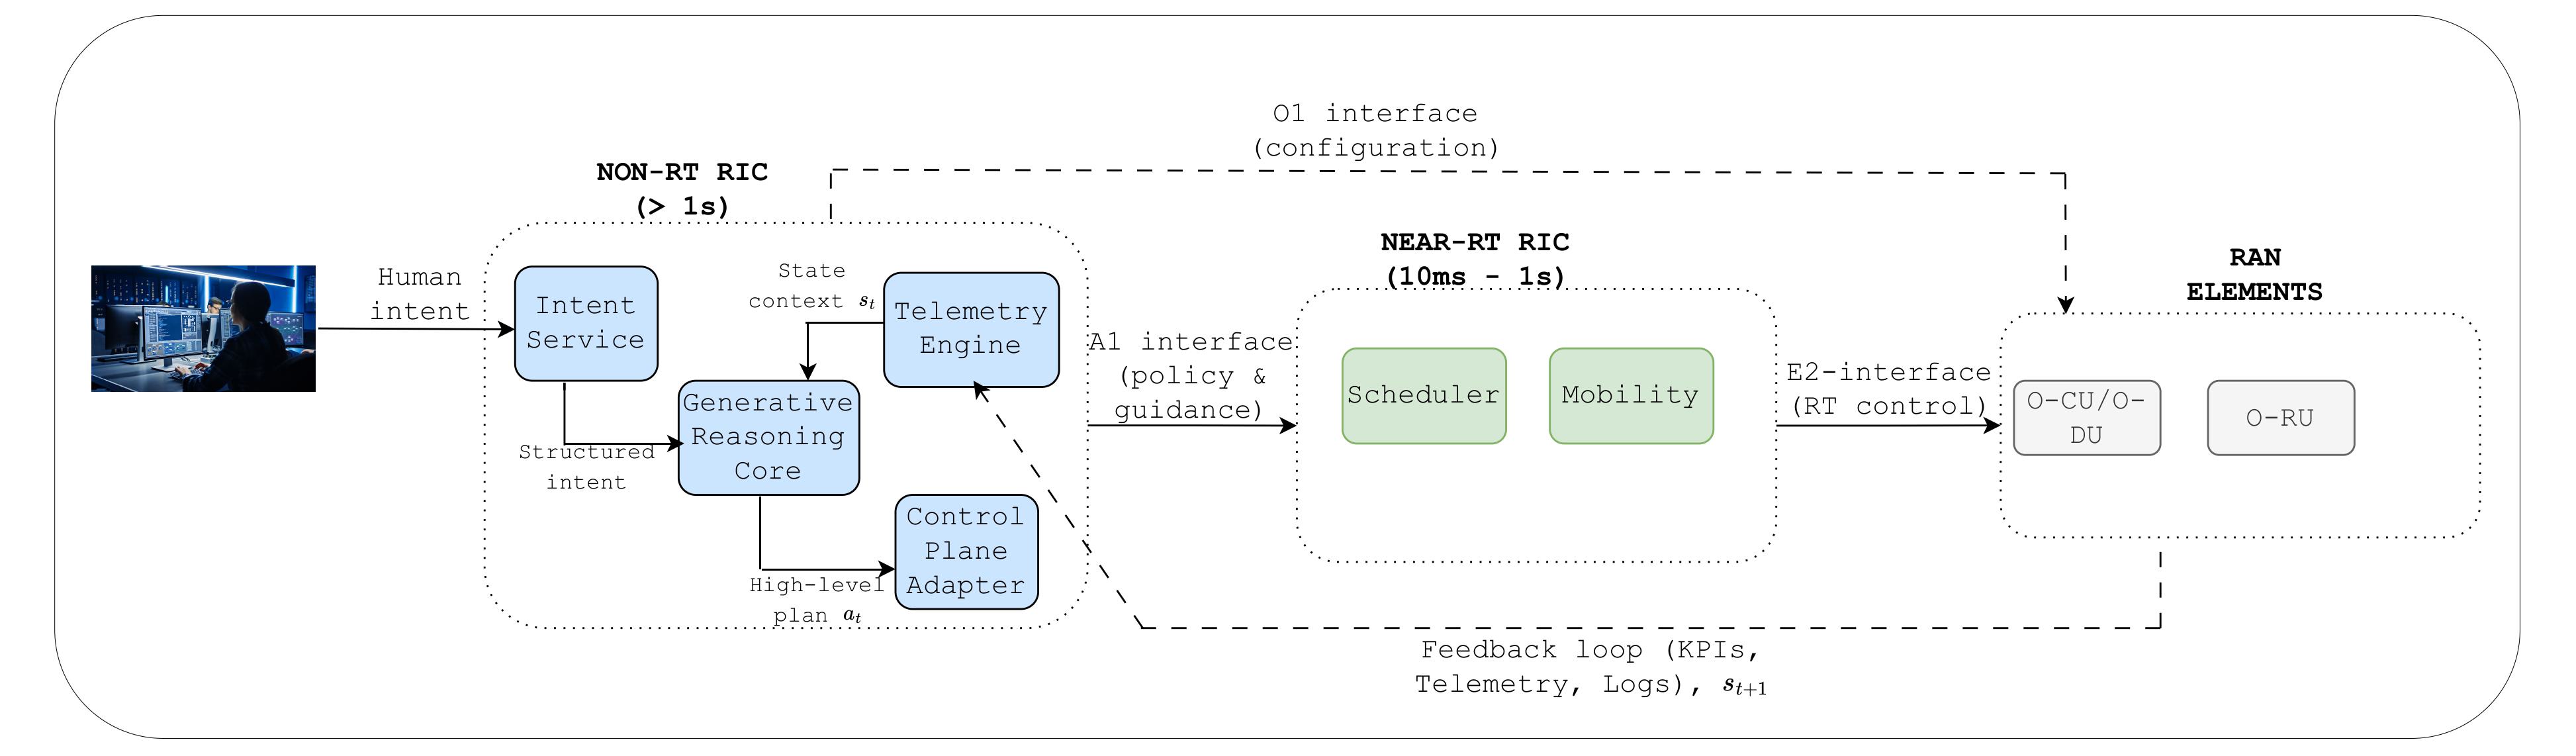 O1 interface
(configuration)
NON-RT RIC
(> 1s)
Human
intent
Intent
Service
State
context s_t
Telemetry
Engine
Structured
intent
Generative
Reasoning
Core
High-level
plan a_t
Control
Plane
Adapter
A1 interface
(policy &
guidance)
NEAR-RT RIC
(10ms - 1s)
Scheduler
Mobility
E2-interface
(RT control)
RAN
ELEMENTS
O-CU/O-
DU
O-RU
Feedback loop (KPIs,
Telemetry, Logs), s_{t+1}